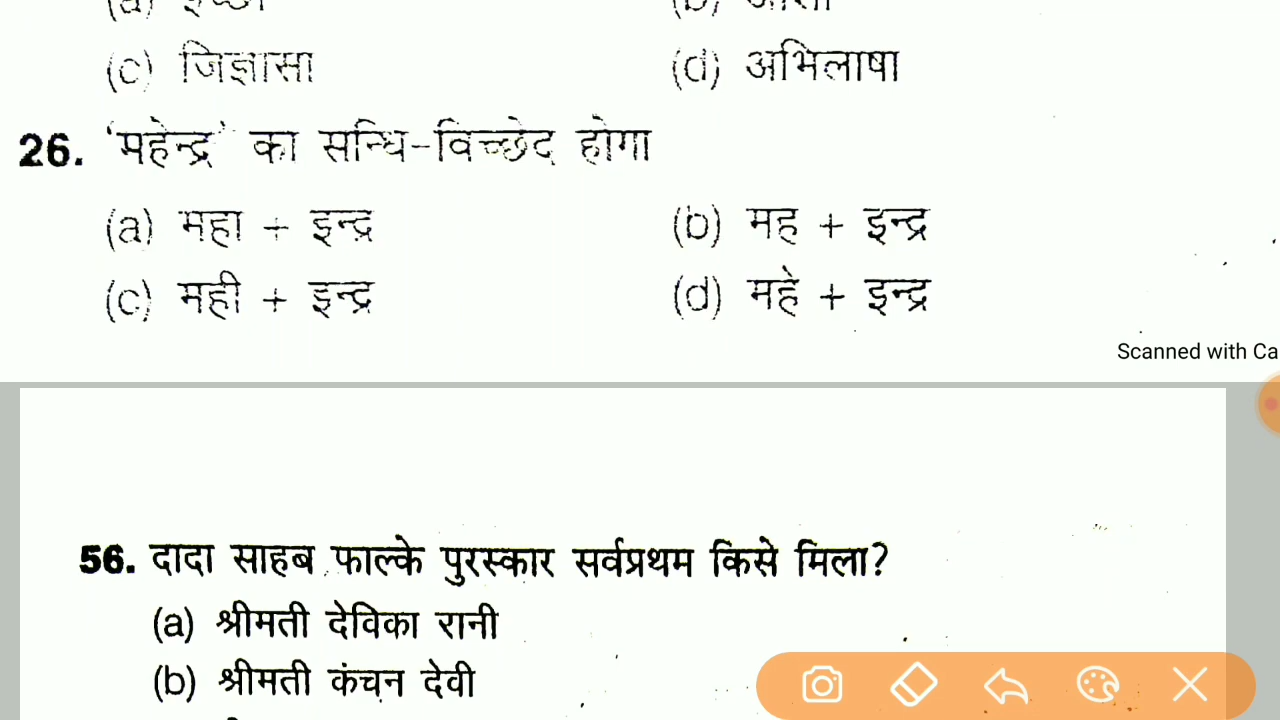 (c) जिज्ञासा (d) अभिलाषा
26. ‘महेन्द्र’ का सन्धि-विच्छेद होगा
(a) महा + इन्द्र (b) मह + इन्द्र
(c) मही + इन्द्र (d) महे + इन्द्र
Scanned with Ca
56. दादा साहब फाल्के पुरस्कार सर्वप्रथम किसे मिला?
(a) श्रीमती देविका रानी
(b) श्रीमती कंचन देवी